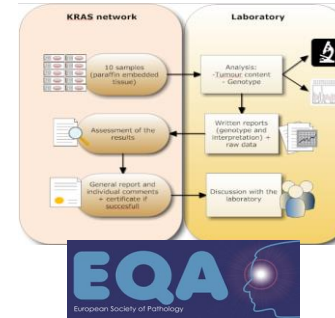 KRAS network
Laboratory
10 samples
(paraffin embedded
tissue)
Analysis:
-Tumour content
- Genotype
Assessment of the
results
Written reports
(genotype and
interpretation) +
raw data
General report and
individual comments
+ certificate if
succesfull
Discussion with the
laboratory
EQA
European Society of Pathology